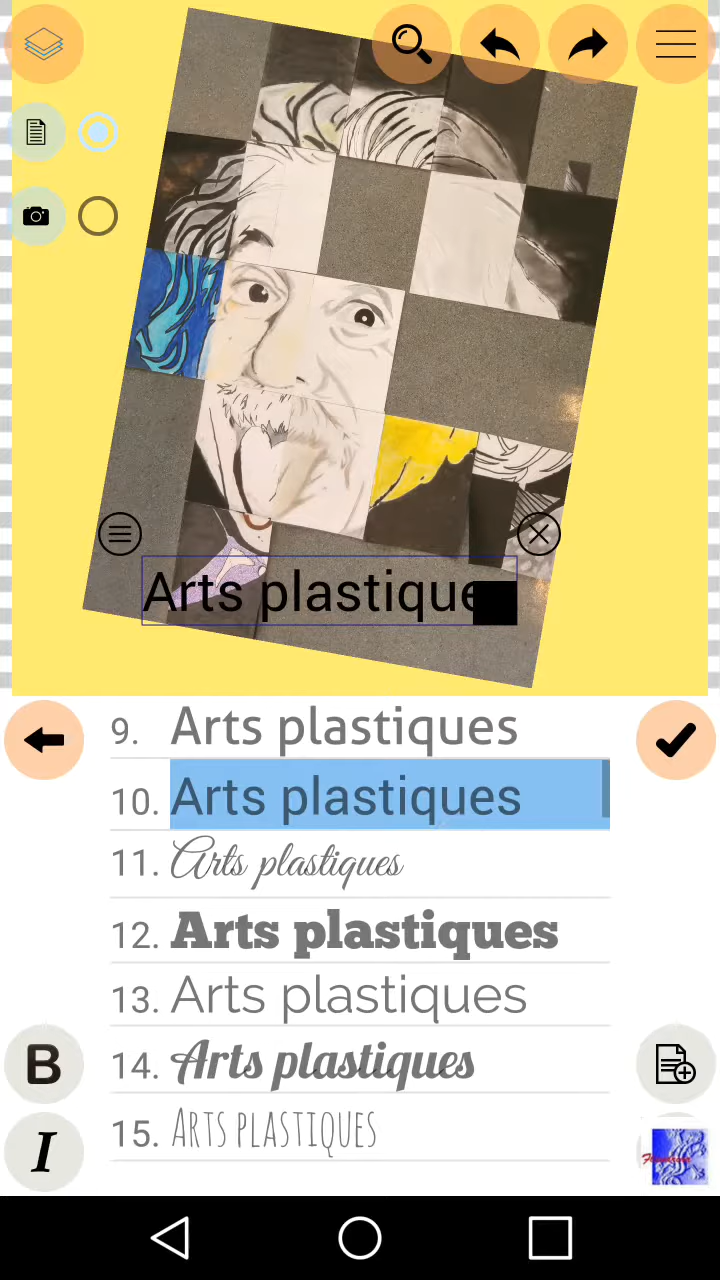 Arts plastique
9. Arts plastiques
10. Arts plastiques
11. Arts plastiques
12. Arts plastiques
13. Arts plastiques
14. Arts plastiques
15. Arts plastiques
B
I